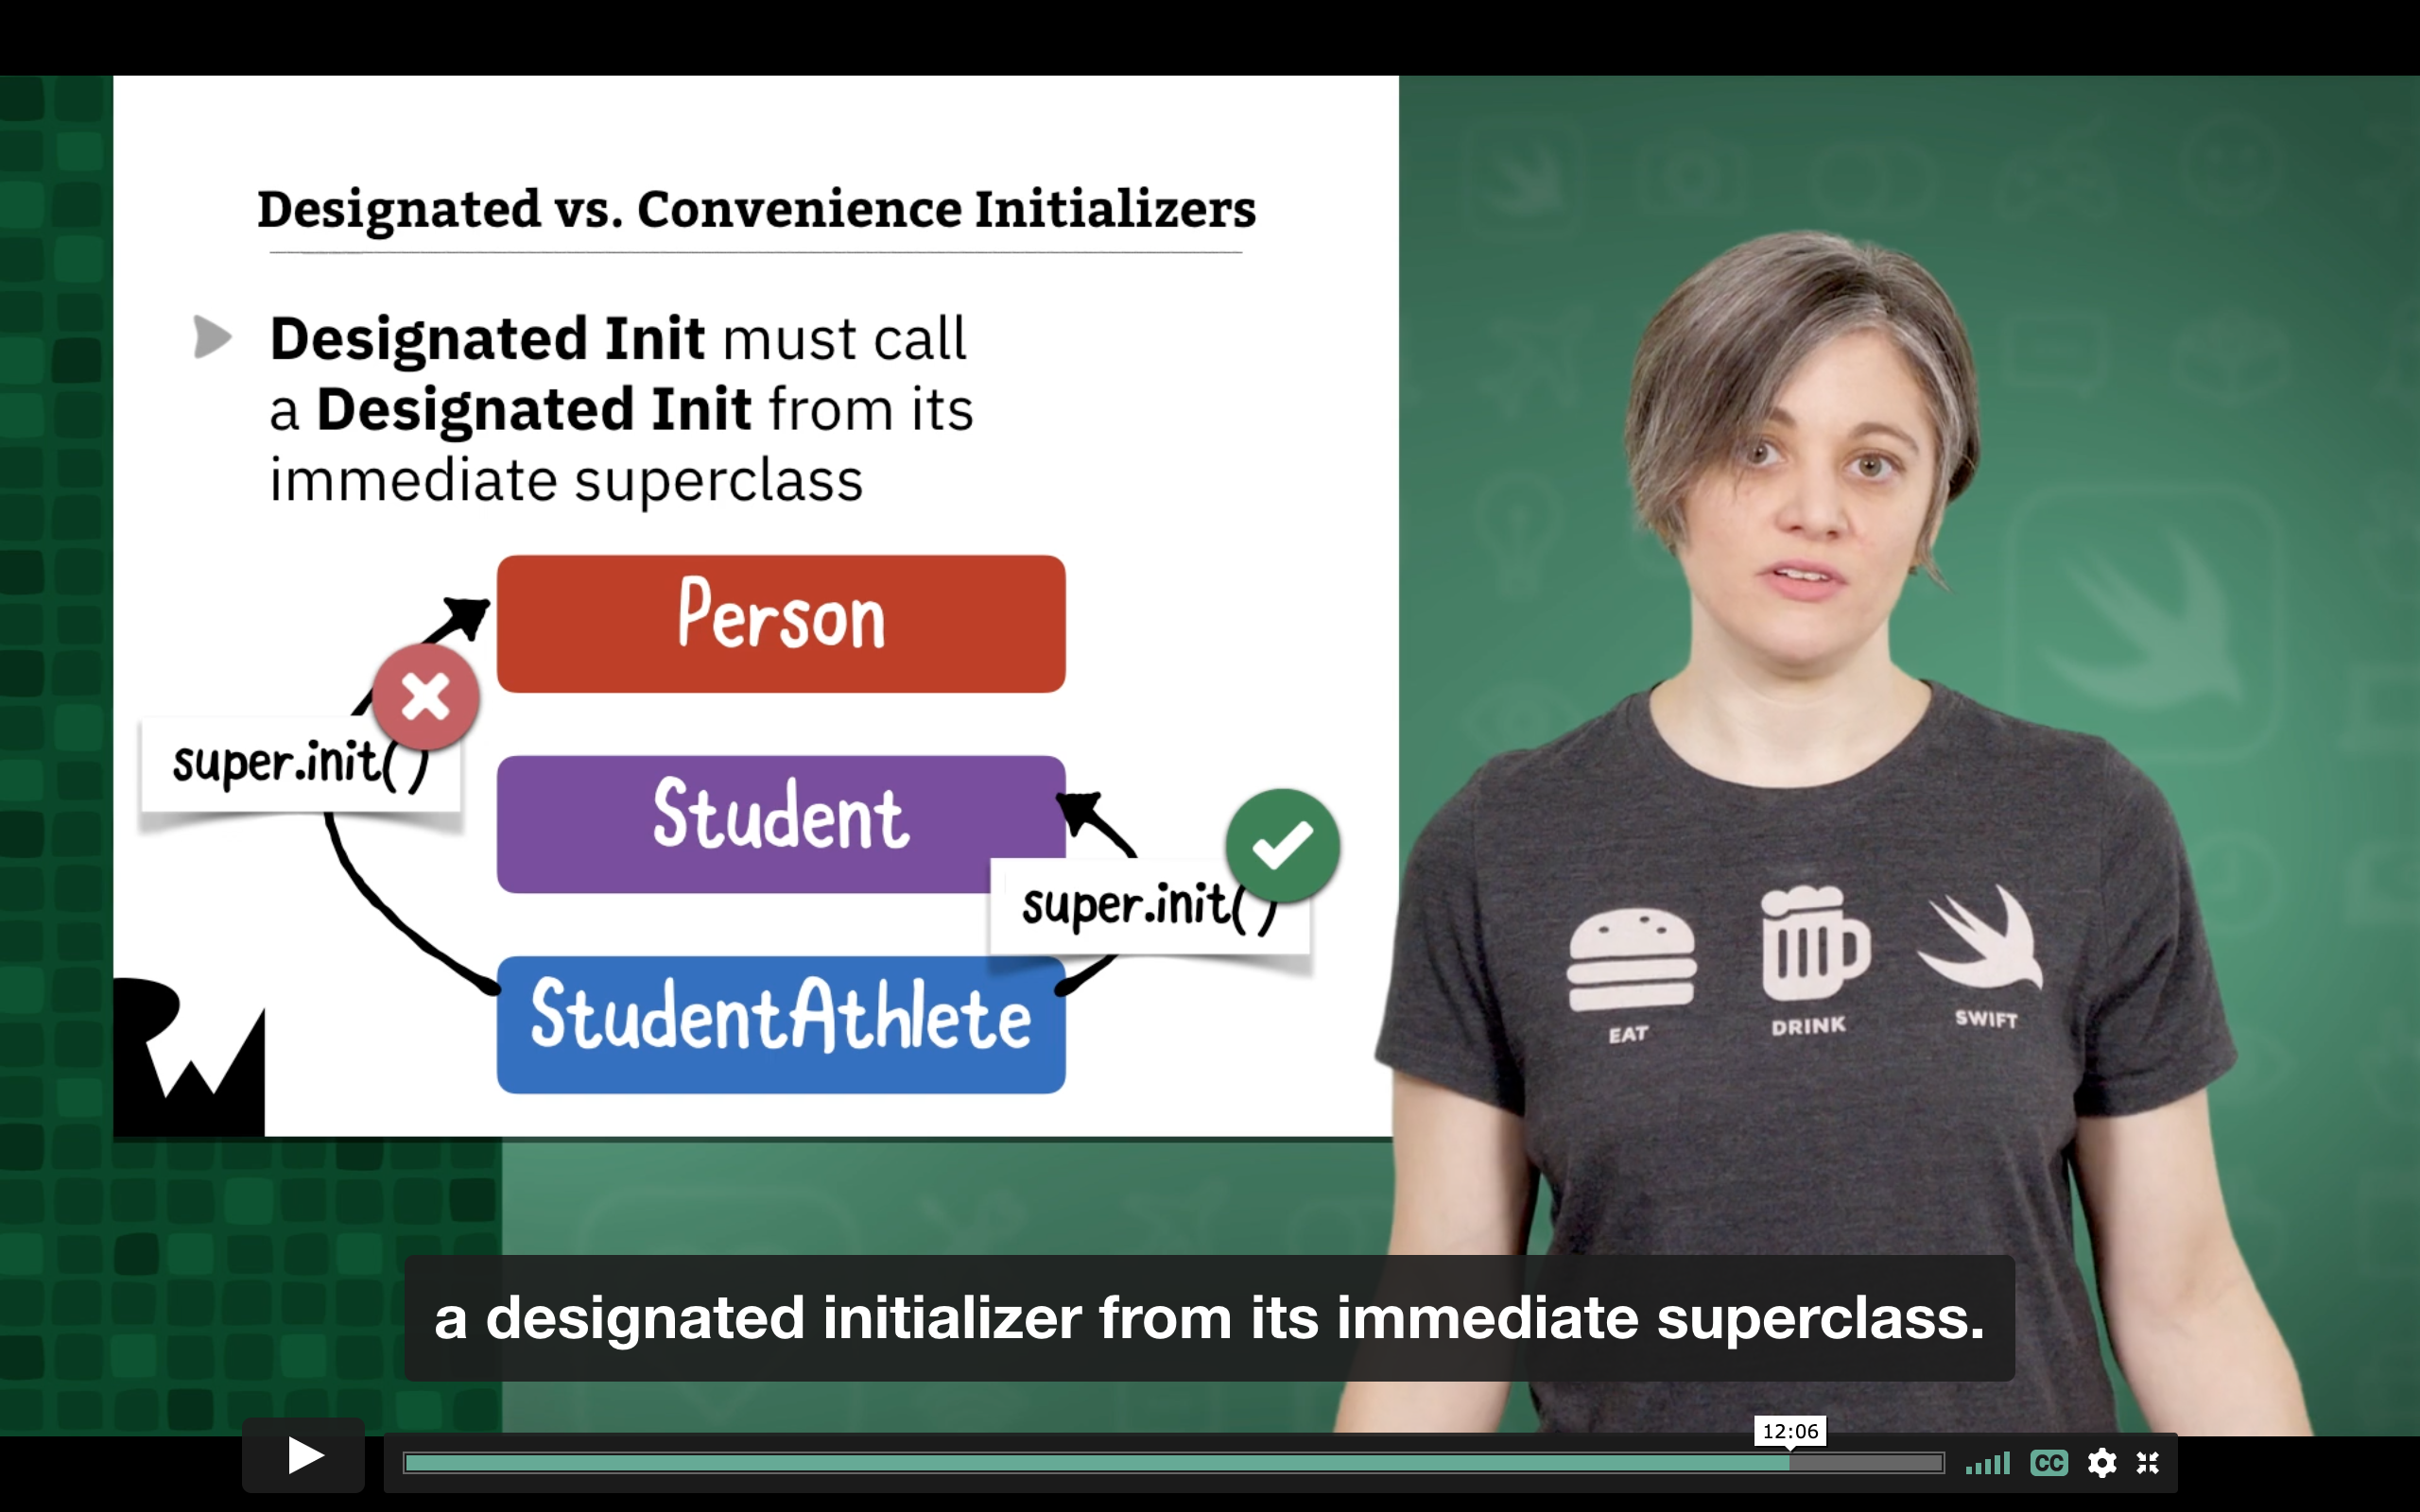 Designated vs. Convenience Initializers
Designated Init must call
a Designated Init from its
immediate superclass
Person
super.init()
Student
super.init()
StudentAthlete
EAT
DRINK
SWIFT
a designated initializer from its immediate superclass.
12:06
CC